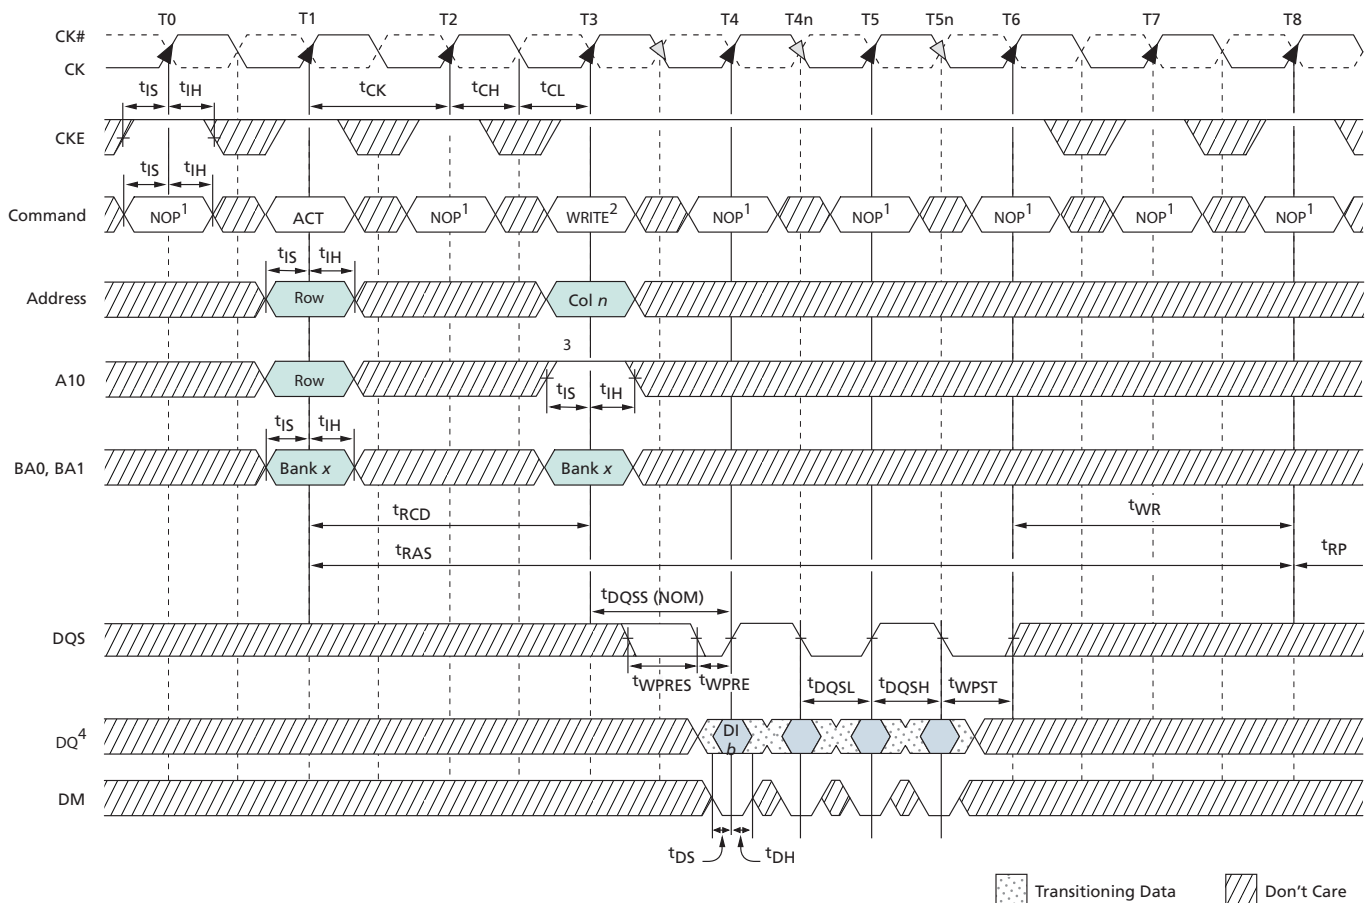 T0 T1 T2 T3 T4 T4n T5 T5n T6 T7 T8
CK#
CK
tIS tIH tCK tCH tCL
CKE
tIS tIH
Command NOP1 ACT NOP1 WRITE2 NOP1 NOP1 NOP1 NOP1 NOP1
tIS tIH
Address Row Col n
3
A10 Row
tIS tIH
tIS tIH
BA0, BA1 Bank x Bank x
tRCD tWR
tRAS tRP
tDQSS (NOM)
DQS
tWPRES tWPRE tDQSL tDQSH tWPST
DQ4 DI
b
DM
tDS tDH
Transitioning Data Don't Care